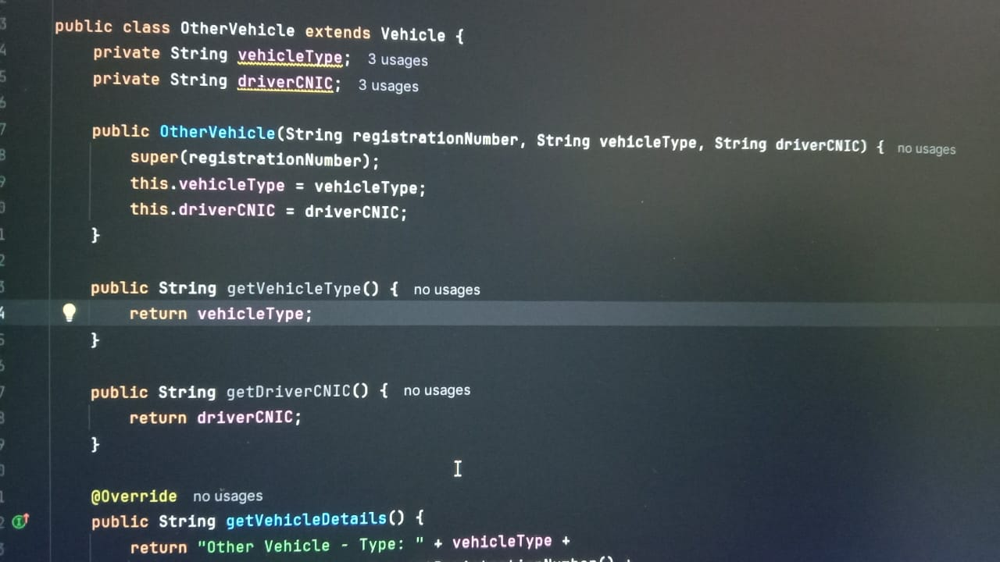 public class OtherVehicle extends Vehicle {
private String vehicleType; 3 usages
private String driverCNIC; 3 usages
public OtherVehicle(String registrationNumber, String vehicleType, String driverCNIC) { no usages
super(registrationNumber);
this.vehicleType = vehicleType;
this.driverCNIC = driverCNIC;
}
public String getVehicleType() { no usages
return vehicleType;
}
public String getDriverCNIC() { no usages
return driverCNIC;
}
@Override no usages
public String getVehicleDetails() {
return "Other Vehicle - Type: " + vehicleType +